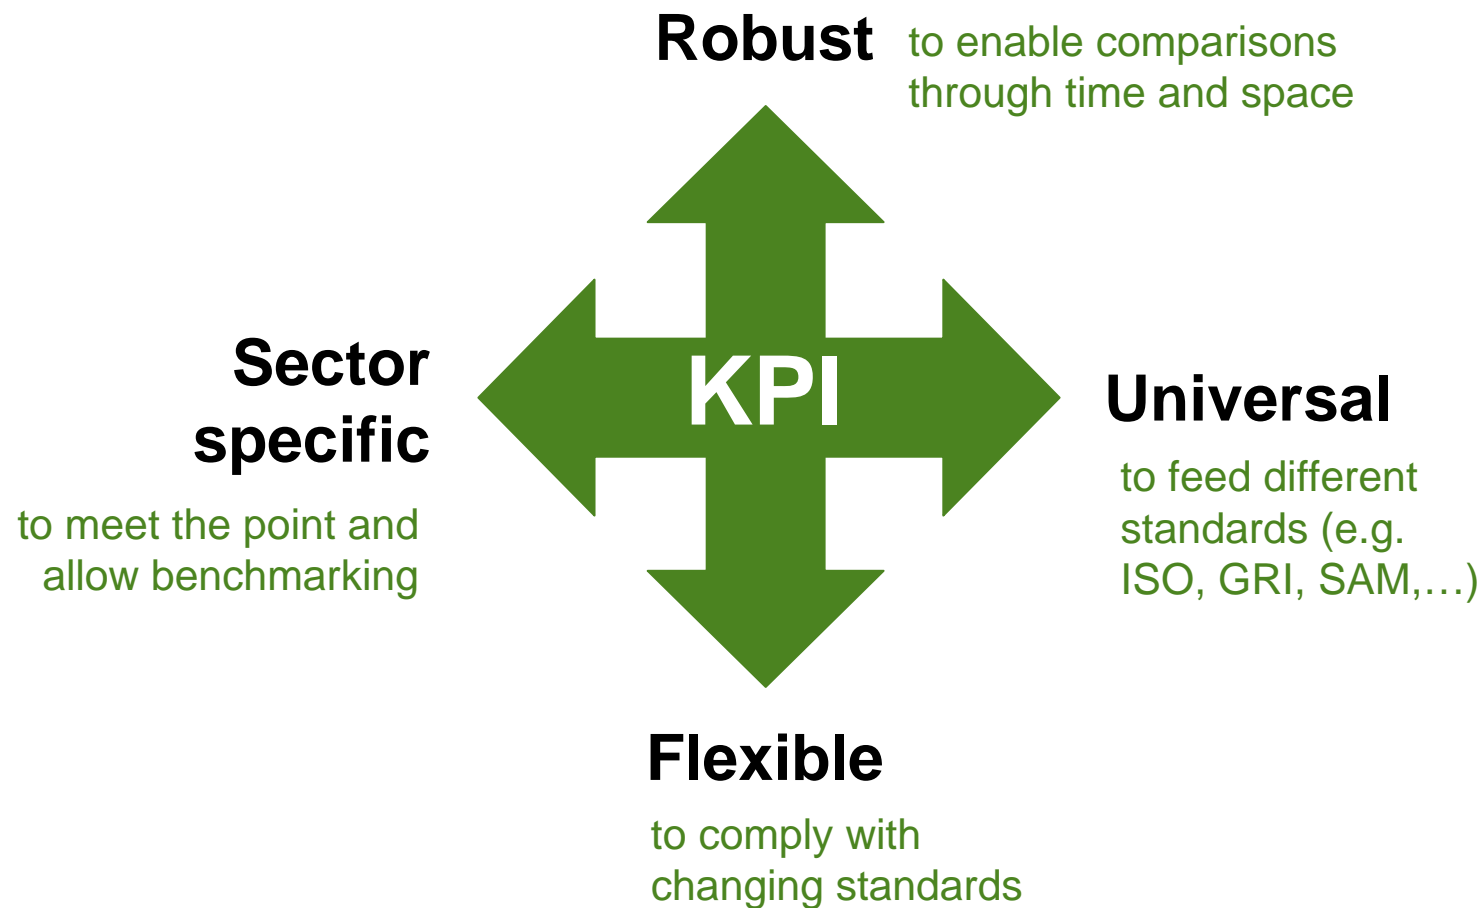 Robust
to enable comparisons
through time and space
Sector
specific
to meet the point and
allow benchmarking
KPI
Universal
to feed different
standards (e.g.
ISO, GRI, SAM,…)
Flexible
to comply with
changing standards